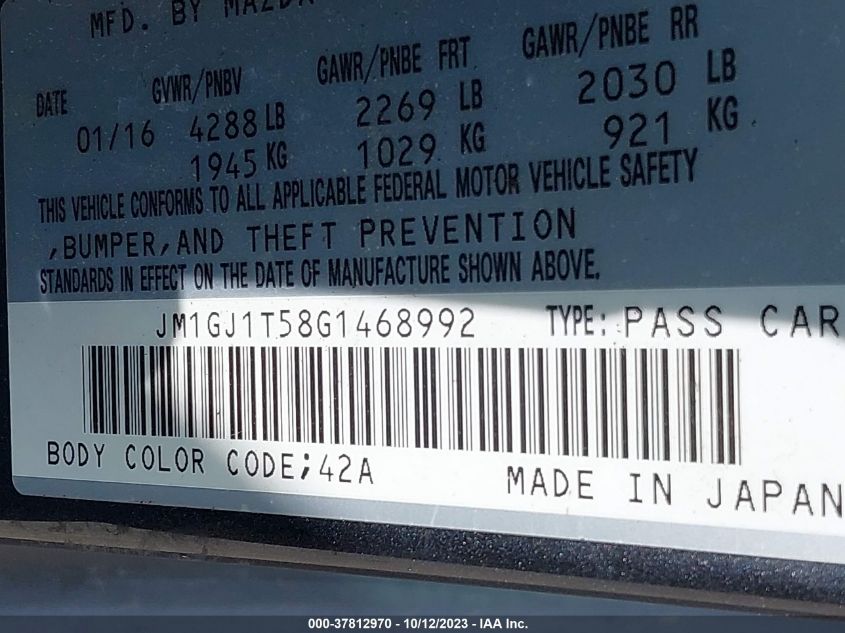 MFD. BY MAZDA
DATE GVWR/PNBV GAWR/PNBE FRT GAWR/PNBE RR
01/16 4288 LB 2269 LB 2030 LB
1945 KG 1029 KG 921 KG
THIS VEHICLE CONFORMS TO ALL APPLICABLE FEDERAL MOTOR VEHICLE SAFETY
,BUMPER,AND THEFT PREVENTION
STANDARDS IN EFFECT ON THE DATE OF MANUFACTURE SHOWN ABOVE.
JM1GJ1T58G1468992 TYPE: PASS CAR
BODY COLOR CODE;42A MADE IN JAPAN
000-37812970 - 10/12/2023 - IAA Inc.